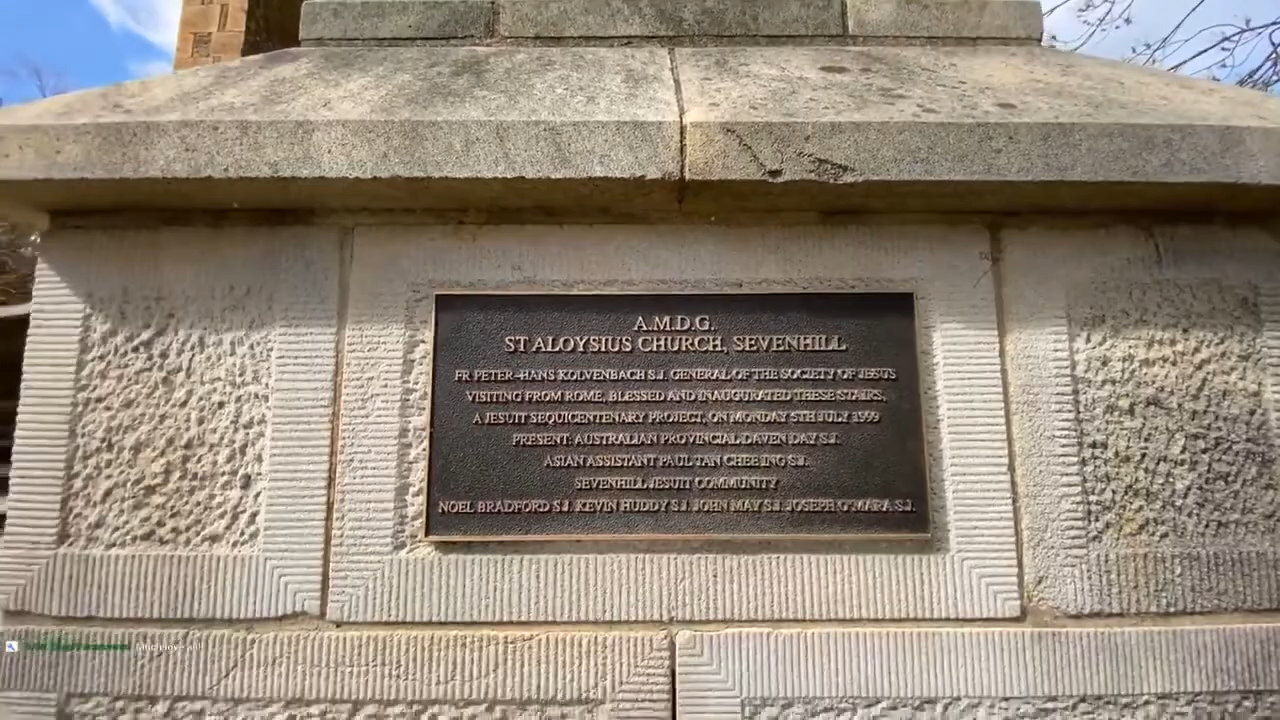 A.M.D.G.
ST ALOYSIUS CHURCH, SEVENHILL
FR PETER-HANS KOLVENBACH S.J. GENERAL OF THE SOCIETY OF JESUS
VISITING FROM ROME, BLESSED AND INAUGURATED THESE STAIRS,
A JESUIT SEQUICENTENARY PROJECT, ON MONDAY 5TH JULY 1999
PRESENT: AUSTRALIAN PROVINCIAL DAVEN DAY S.J.
ASIAN ASSISTANT PAUL TAN CHEE ING S.J.
SEVENHILL JESUIT COMMUNITY
NOEL BRADFORD S.J. KEVIN HUDDY S.J. JOHN MAY S.J. JOSEPH O'MARA S.J.